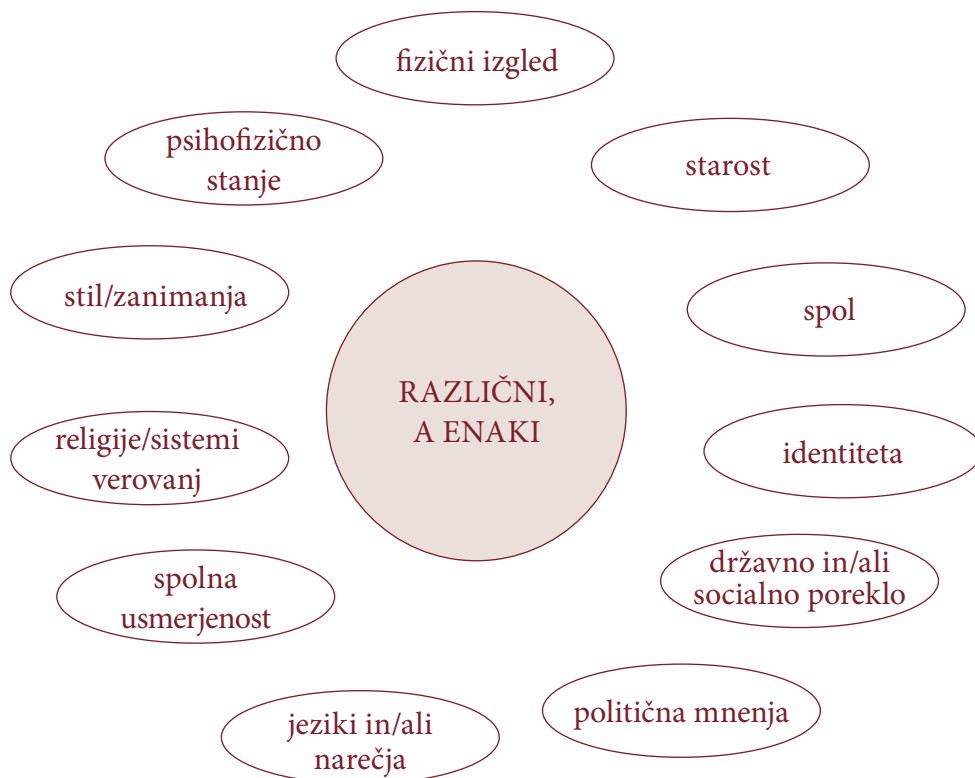 fizični izgled
psihofizično
stanje
starost
stil/zanimanja
spol
RAZLIČNI,
A ENAKI
religije/sistemi
verovanj
identiteta
spolna
usmerjenost
državno in/ali
socialno poreklo
jeziki in/ali
narečja
politična mnenja